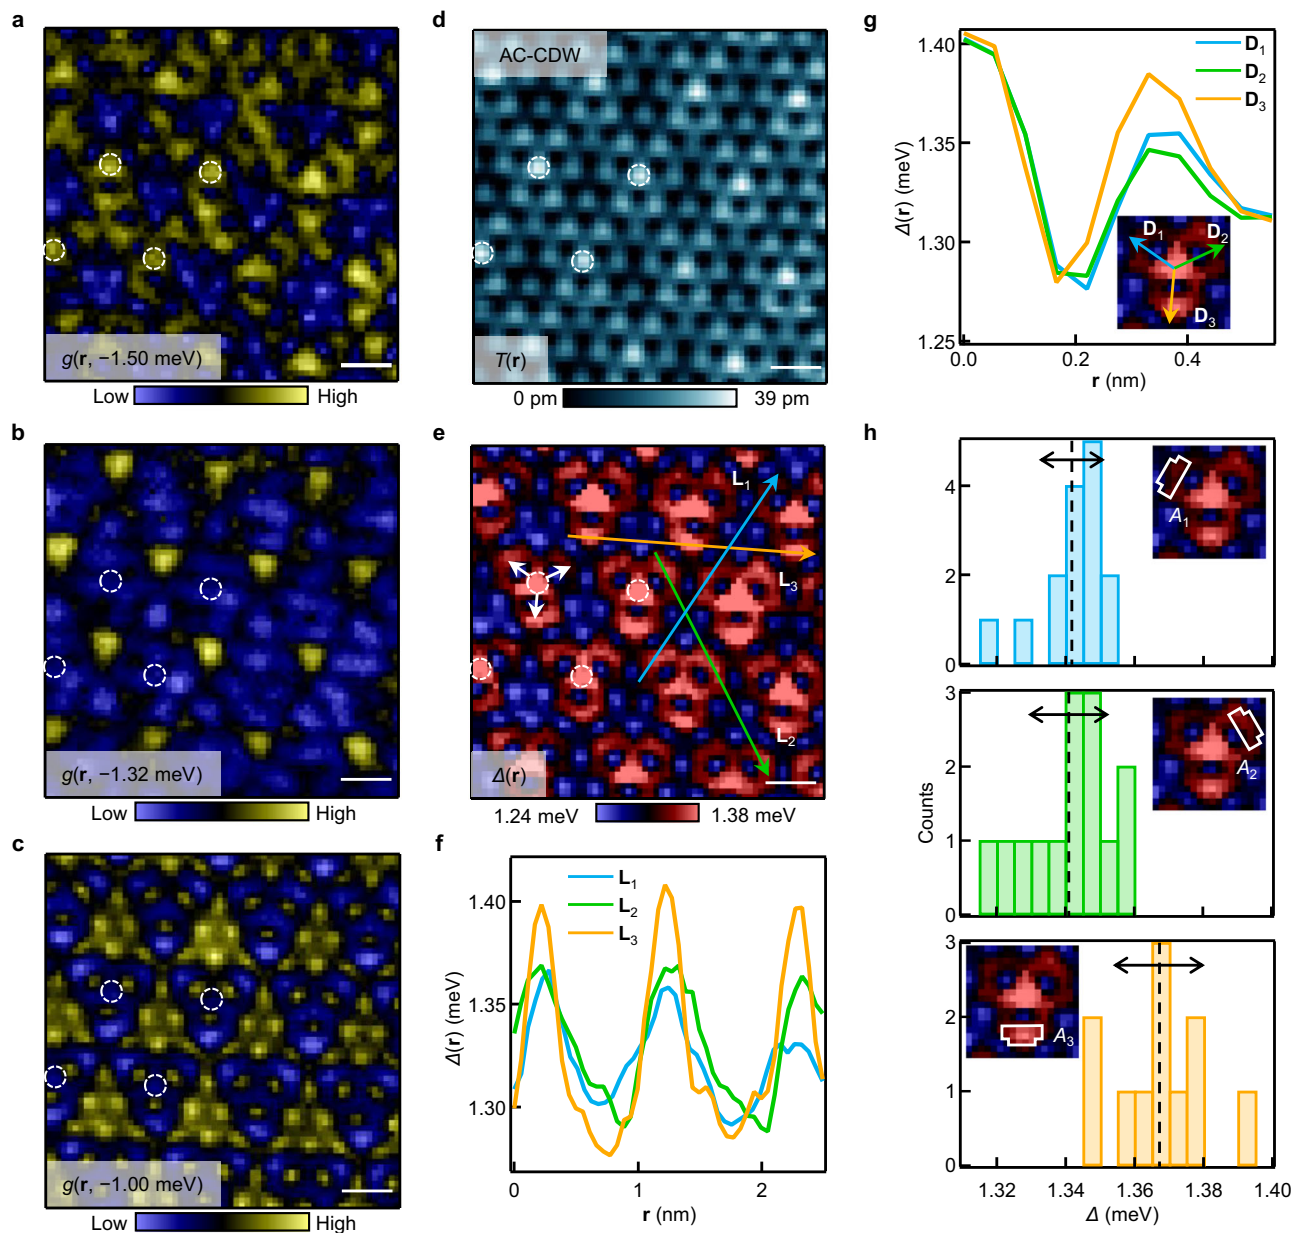 a
g(r, −1.50 meV)
Low High
b
g(r, −1.32 meV)
Low High
c
g(r, −1.00 meV)
Low High
d
AC-CDW
T(r)
0 pm 39 pm
e
L1
L3
L2
Δ(r)
1.24 meV 1.38 meV
f
L1
L2
L3
1.40
1.35
1.30
Δ(r) (meV)
0 1 2
r (nm)
g
D1
D2
D3
1.40
1.35
1.30
1.25
Δ(r) (meV)
D1 D2
D3
0.0 0.2 0.4
r (nm)
h
4
2
0
A1
3
2
1
0
Counts
A2
3
2
1
0
A3
1.32 1.34 1.36 1.38 1.40
Δ (meV)